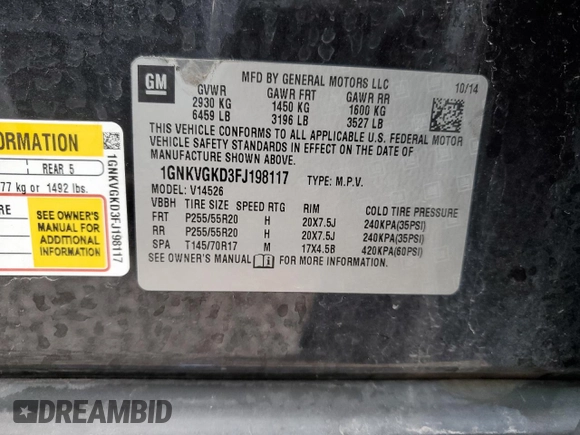 GM
MFD BY GENERAL MOTORS LLC
10/14
GVWR GAWR FRT GAWR RR
2930 KG 1450 KG 1600 KG
6459 LB 3196 LB 3527 LB
THIS VEHICLE CONFORMS TO ALL APPLICABLE U.S. FEDERAL MOTOR
VEHICLE SAFETY STANDARDS IN EFFECT ON THE DATE OF
MANUFACTURE SHOWN ABOVE.
1GNKVGKD3FJ198117 TYPE: M.P.V.
MODEL: V14526
VBBH TIRE SIZE SPEED RTG RIM COLD TIRE PRESSURE
FRT P255/55R20 H 20X7.5J 240KPA(35PSI)
RR P255/55R20 H 20X7.5J 240KPA(35PSI)
SPA T145/70R17 M 17X4.5B 420KPA(60PSI)
SEE OWNER'S MANUAL FOR MORE INFORMATION
ORMATION
REAR 5
77 kg or 1492 lbs.
RE
SEE OWNER'S
MANUAL FOR
ADDITIONAL
INFORMATION
1GNKVGKD3FJ198117
DREAMBID